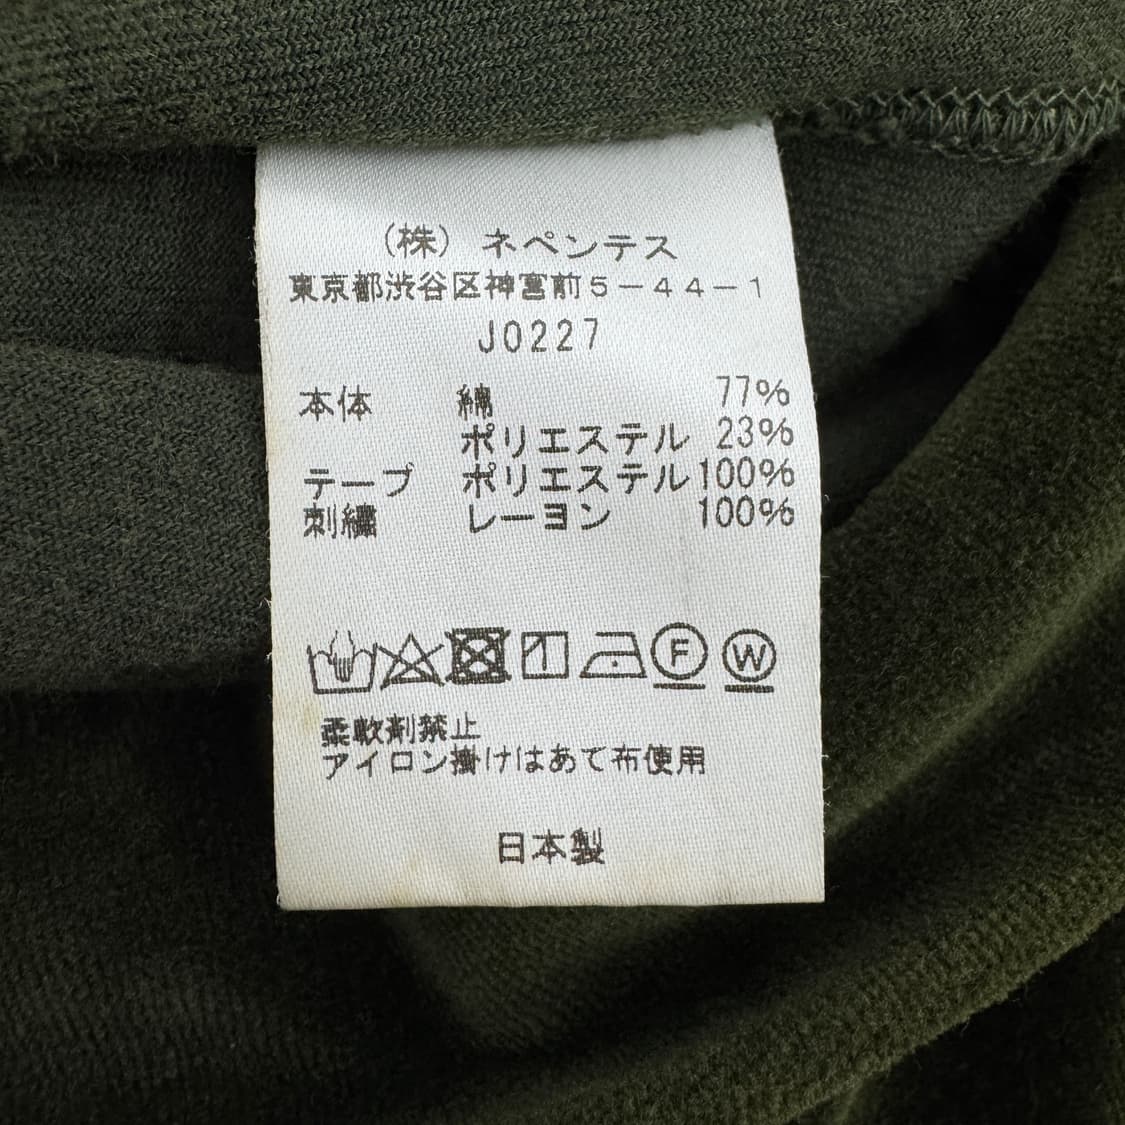 （株）ネペンテス
東京都渋谷区神宮前５－４４－１
J0227
本体 綿 77%
ポリエステル 23%
テープ ポリエステル 100%
刺繍 レーヨン 100%
F W
柔軟剤禁止
アイロン掛けはあて布使用
日本製